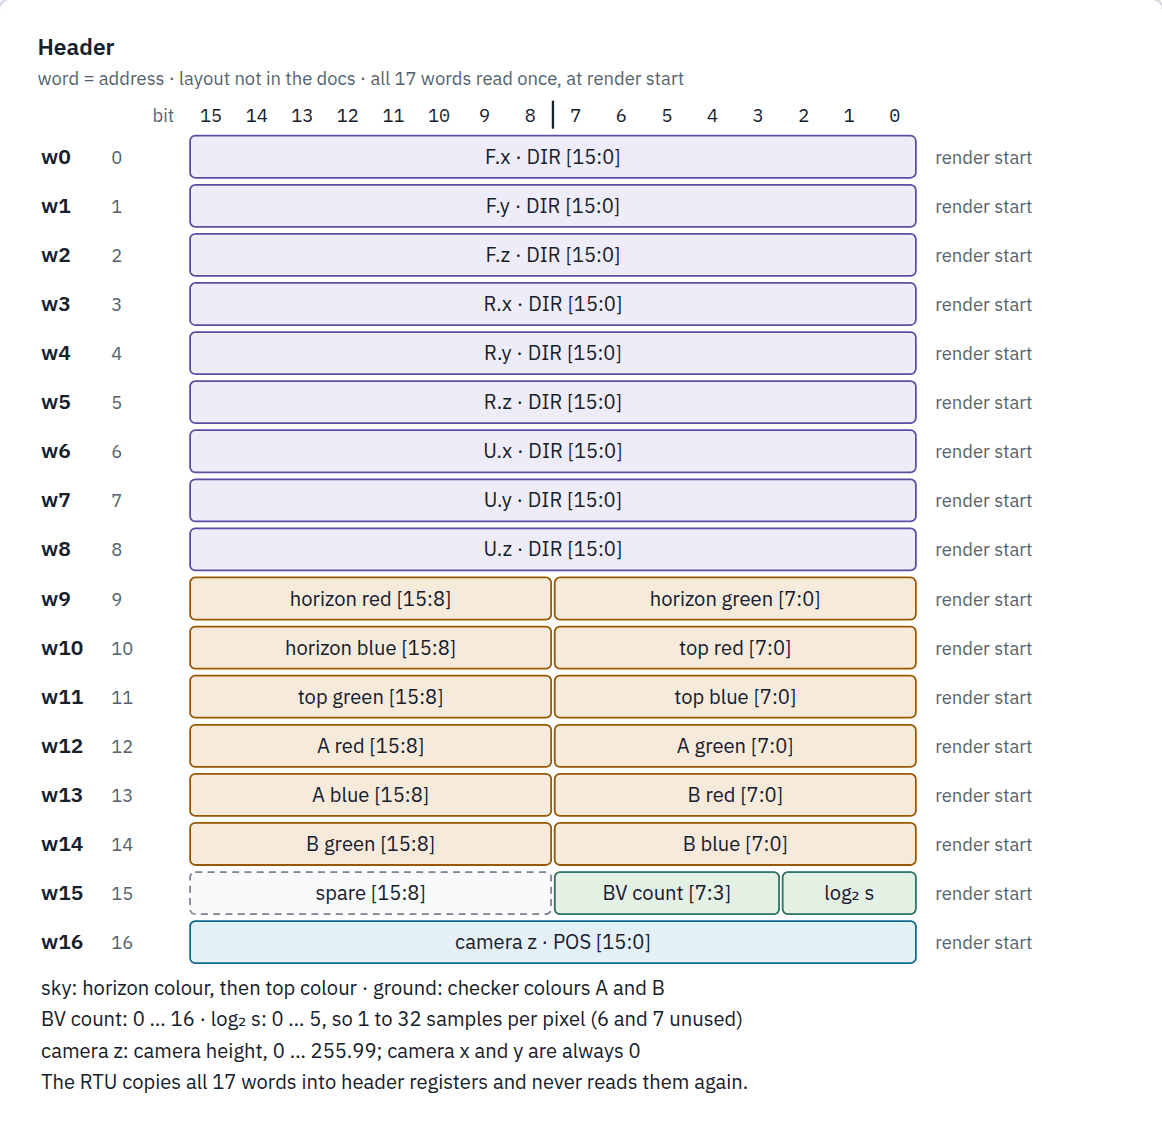 Header
word = address · layout not in the docs · all 17 words read once, at render start
bit 15 14 13 12 11 10 9 8 7 6 5 4 3 2 1 0
w0 0 F.x · DIR [15:0] render start
w1 1 F.y · DIR [15:0] render start
w2 2 F.z · DIR [15:0] render start
w3 3 R.x · DIR [15:0] render start
w4 4 R.y · DIR [15:0] render start
w5 5 R.z · DIR [15:0] render start
w6 6 U.x · DIR [15:0] render start
w7 7 U.y · DIR [15:0] render start
w8 8 U.z · DIR [15:0] render start
w9 9 horizon red [15:8] horizon green [7:0] render start
w10 10 horizon blue [15:8] top red [7:0] render start
w11 11 top green [15:8] top blue [7:0] render start
w12 12 A red [15:8] A green [7:0] render start
w13 13 A blue [15:8] B red [7:0] render start
w14 14 B green [15:8] B blue [7:0] render start
w15 15 spare [15:8] BV count [7:3] log₂ s render start
w16 16 camera z · POS [15:0] render start
sky: horizon colour, then top colour · ground: checker colours A and B
BV count: 0 … 16 · log₂ s: 0 … 5, so 1 to 32 samples per pixel (6 and 7 unused)
camera z: camera height, 0 … 255.99; camera x and y are always 0
The RTU copies all 17 words into header registers and never reads them again.